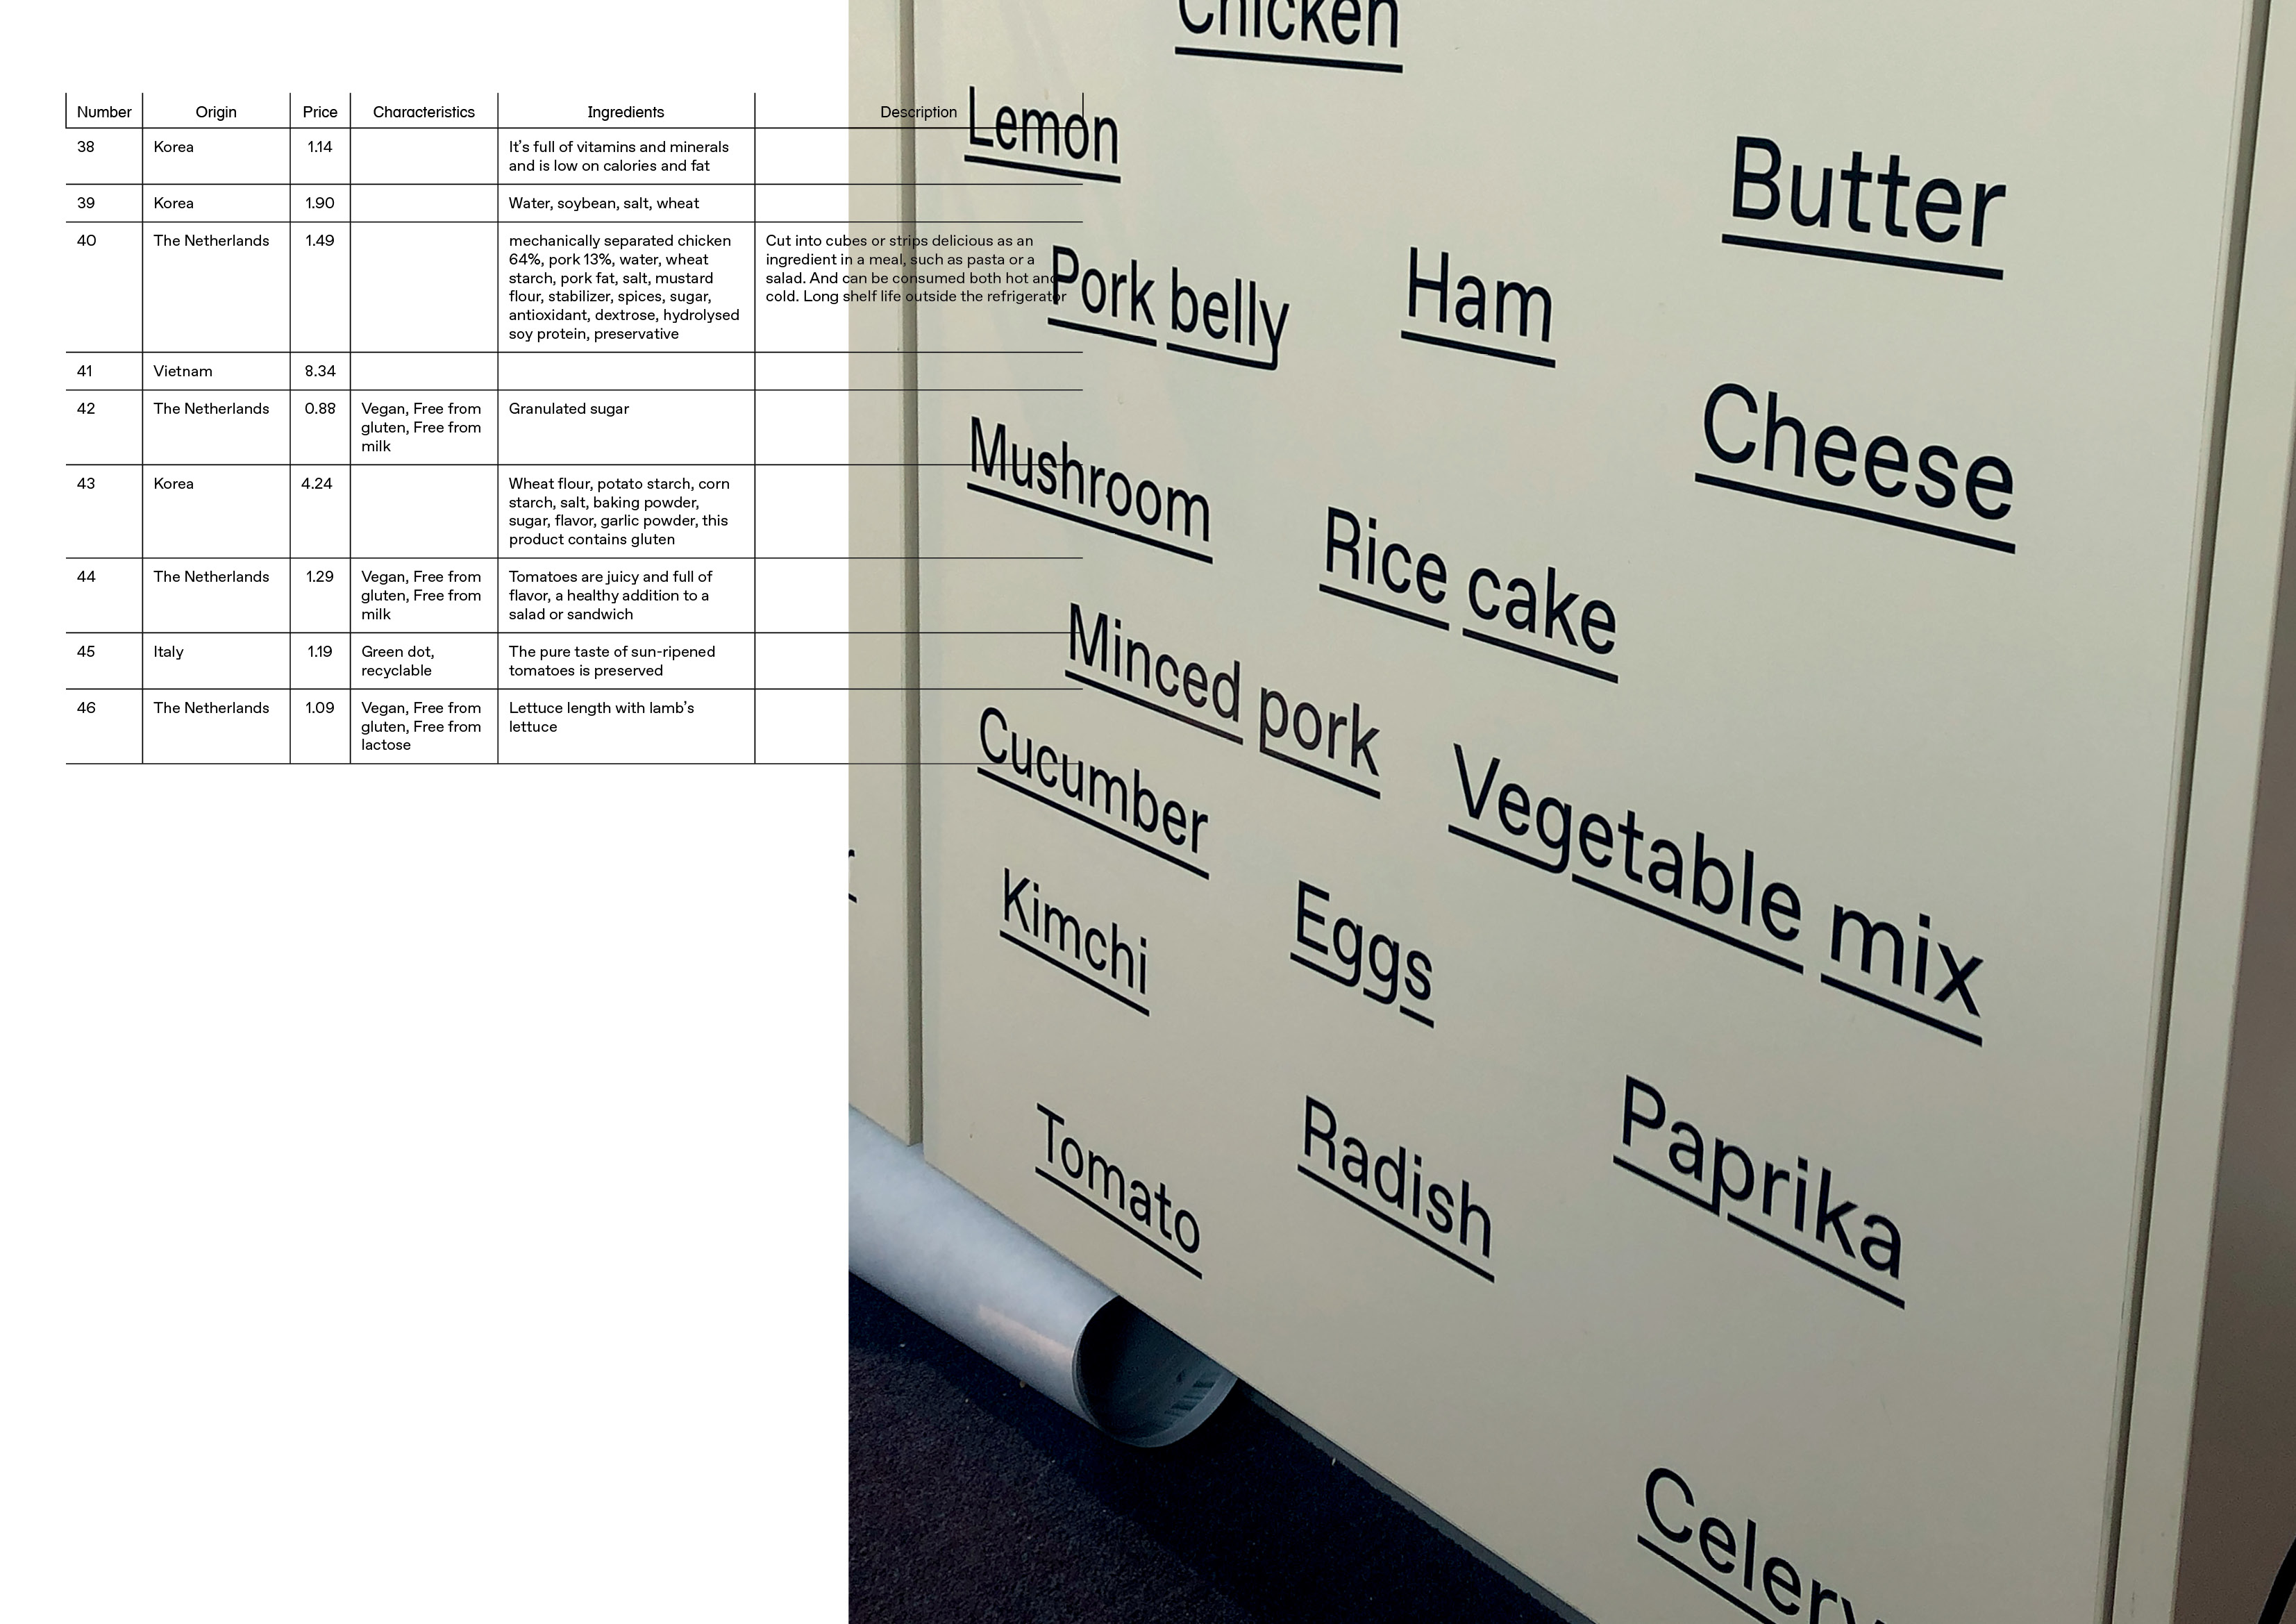 Number Origin Price Characteristics Ingredients Description
38 Korea 1.14 It's full of vitamins and minerals
and is low on calories and fat
39 Korea 1.90 Water, soybean, salt, wheat
40 The Netherlands 1.49 mechanically separated chicken
64%, pork 13%, water, wheat
starch, pork fat, salt, mustard
flour, stabilizer, spices, sugar,
antioxidant, dextrose, hydrolysed
soy protein, preservative
Cut into cubes or strips delicious as an
ingredient in a meal, such as pasta or a
salad. And can be consumed both hot and
cold. Long shelf life outside the refrigerator
41 Vietnam 8.34
42 The Netherlands 0.88 Vegan, Free from
gluten, Free from
milk
Granulated sugar
43 Korea 4.24 Wheat flour, potato starch, corn
starch, salt, baking powder,
sugar, flavor, garlic powder, this
product contains gluten
44 The Netherlands 1.29 Vegan, Free from
gluten, Free from
milk
Tomatoes are juicy and full of
flavor, a healthy addition to a
salad or sandwich
45 Italy 1.19 Green dot,
recyclable
The pure taste of sun-ripened
tomatoes is preserved
46 The Netherlands 1.09 Vegan, Free from
gluten, Free from
lactose
Lettuce length with lamb's
lettuce
Chicken
Lemon
Butter
Pork belly
Ham
Cheese
Mushroom
Rice cake
Minced pork
Cucumber
Vegetable mix
Kimchi
Eggs
Tomato
Radish
Paprika
Celery